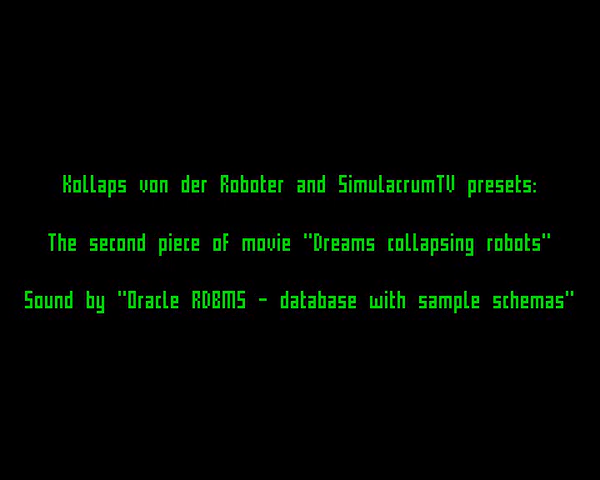 Kollaps von der Roboter and SimulacrumTV presets:
The second piece of movie "Dreams collapsing robots"
Sound by "Oracle RDBMS - database with sample schemas"